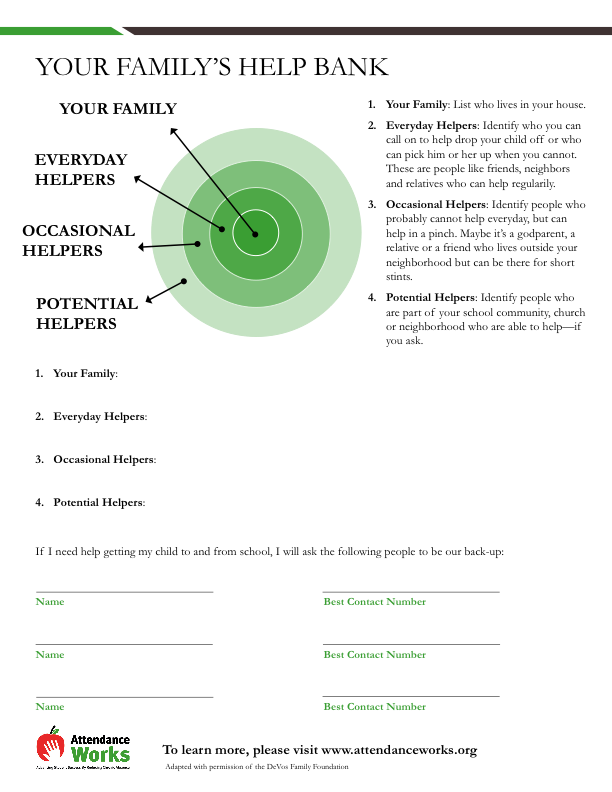 YOUR FAMILY'S HELP BANK
YOUR FAMILY
EVERYDAY
HELPERS
OCCASIONAL
HELPERS
POTENTIAL
HELPERS
1. Your Family: List who lives in your house.
2. Everyday Helpers: Identify who you can
call on to help drop your child off or who
can pick him or her up when you cannot.
These are people like friends, neighbors
and relatives who can help regularily.
3. Occasional Helpers: Identify people who
probably cannot help everyday, but can
help in a pinch. Maybe it's a godparent, a
relative or a friend who lives outside your
neighborhood but can be there for short
stints.
4. Potential Helpers: Identify people who
are part of your school community, church
or neighborhood who are able to help—if
you ask.
1. Your Family:
2. Everyday Helpers:
3. Occasional Helpers:
4. Potential Helpers:
If I need help getting my child to and from school, I will ask the following people to be our back-up:
Name
Best Contact Number
Name
Best Contact Number
Name
Best Contact Number
Attendance
Works
To learn more, please visit www.attendanceworks.org
Adapted with permission of the DeVos Family Foundation